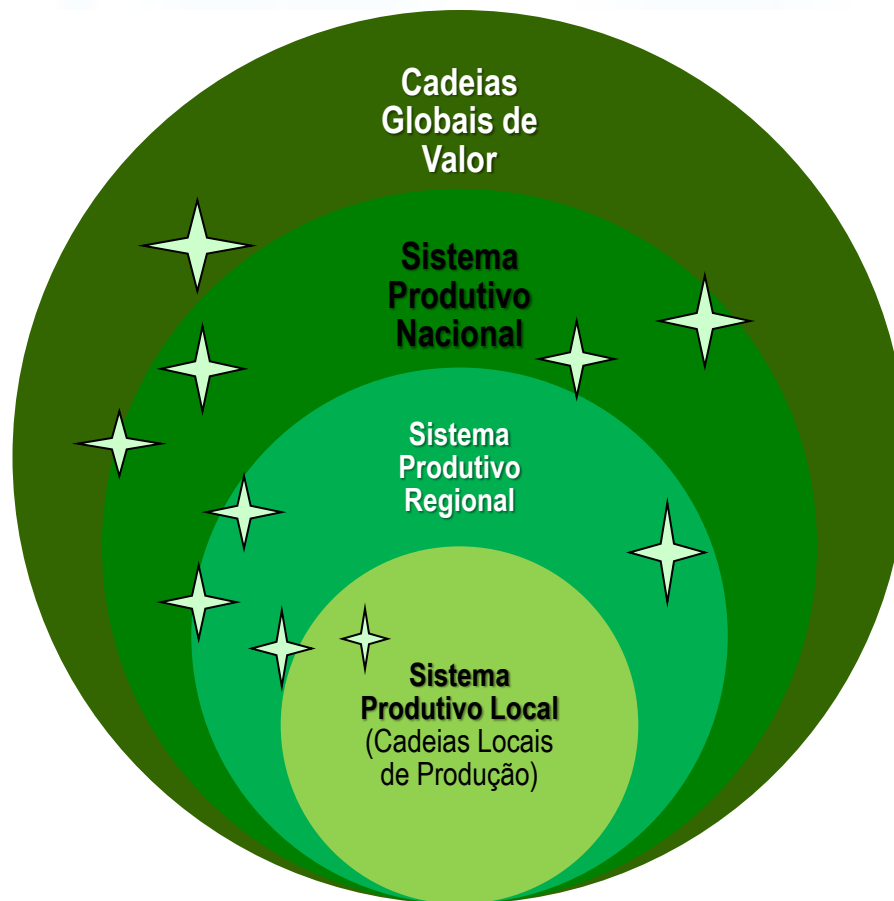 Cadeias
Globais de
Valor
Sistema
Produtivo
Nacional
Sistema
Produtivo
Regional
Sistema
Produtivo Local
(Cadeias Locais
de Produção)